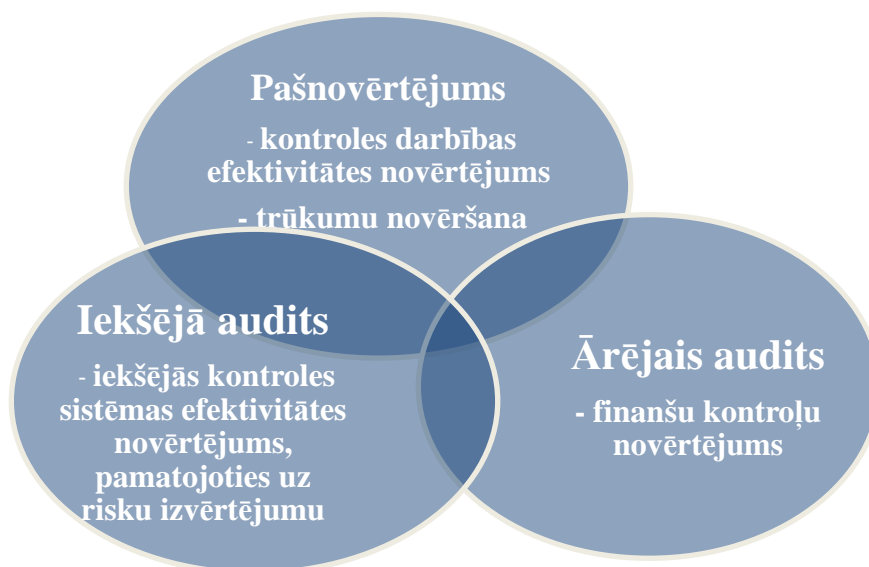 Pašnovērtējums
- kontroles darbības
efektivitātes novērtējums
- trūkumu novēršana
Iekšējā audits
- iekšējās kontroles
sistēmas efektivitātes
novērtējums,
pamatojoties uz
risku izvērtējumu
Ārējais audits
- finanšu kontroļu
novērtējums